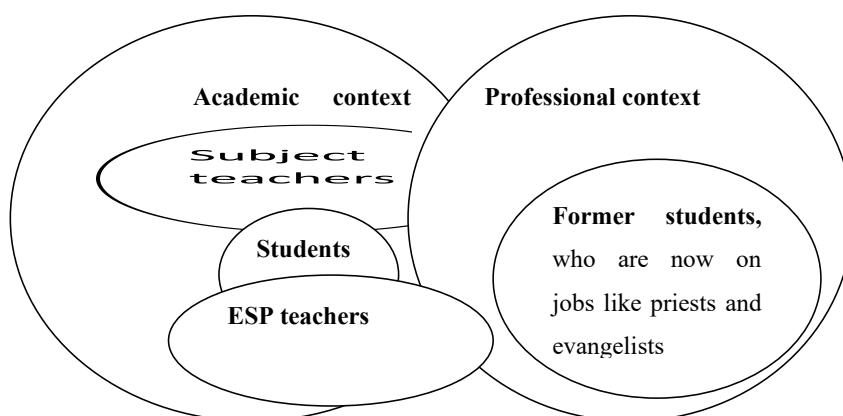 Academic context
Professional context
Subject
teachers
Students
ESP teachers
Former students,
who are now on
jobs like priests and
evangelists